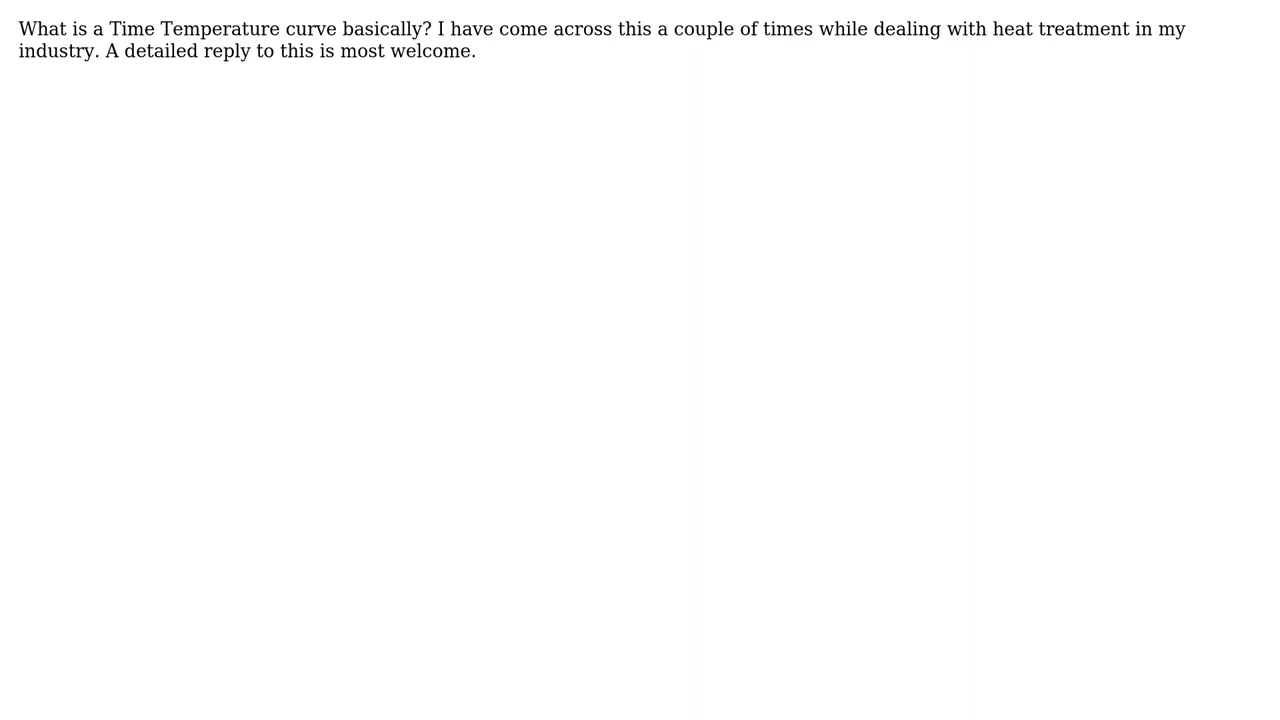 What is a Time Temperature curve basically? I have come across this a couple of times while dealing with heat treatment in my
industry. A detailed reply to this is most welcome.